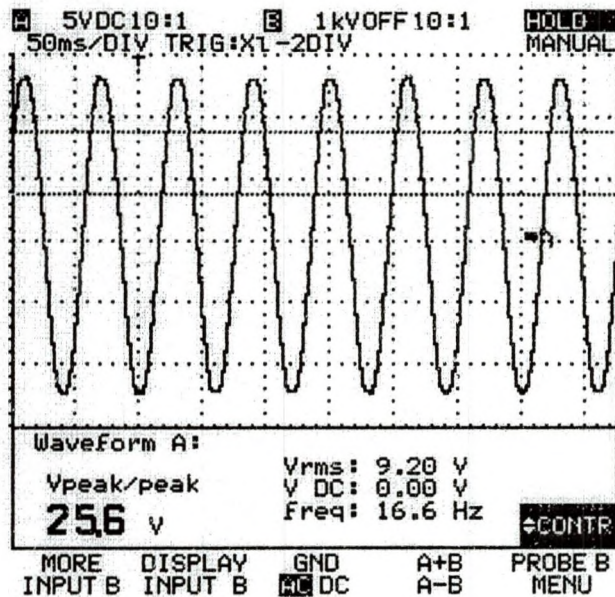 A 5VDC10:1 B 1kVOFF10:1 HOLD
50ms/DIV TRIG:X1-2DIV MANUAL
Waveform A:
Vpeak/peak
25.6 V
Vrms: 9.20 V
V DC: 0.00 V
freq: 16.6 Hz
CONTR
MORE INPUT B
DISPLAY INPUT B
GND
AC DC
A+B
A-B
PROBE B MENU